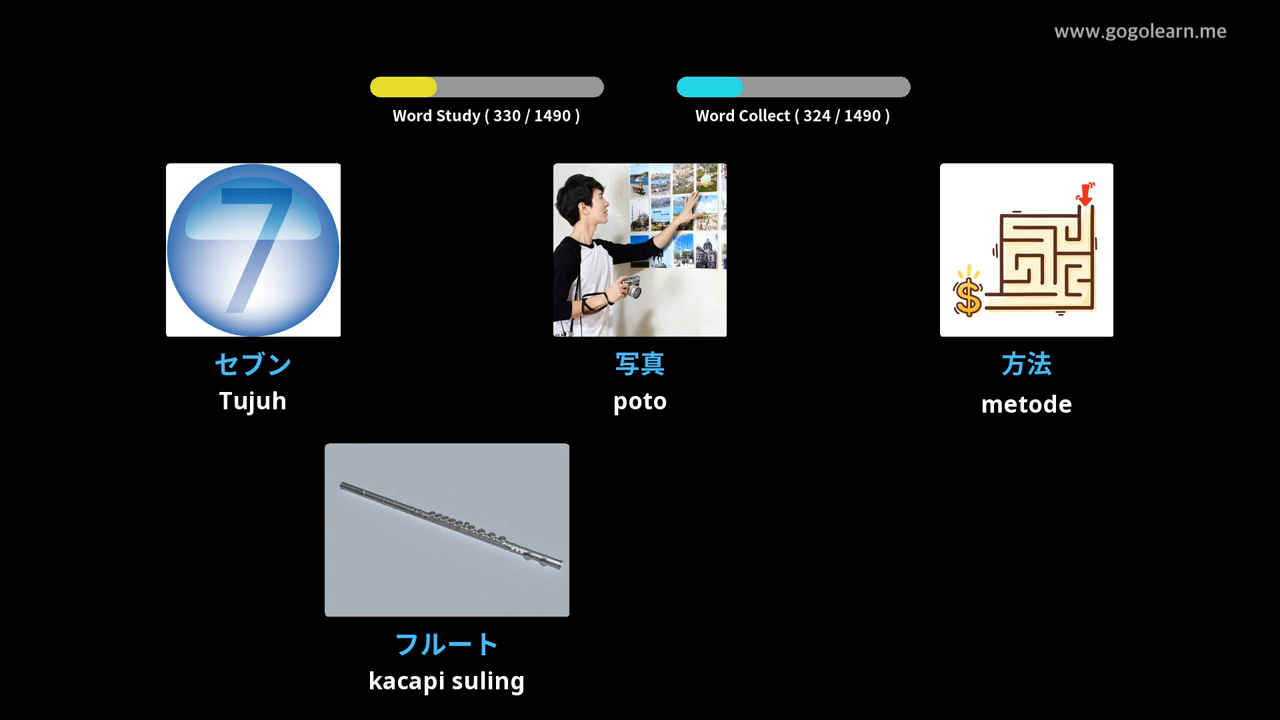 www.gogolearn.me
Word Study ( 330 / 1490 )
Word Collect ( 324 / 1490 )
7
セブン
Tujuh
写真
poto
方法
metode
$
フルート
kacapi suling